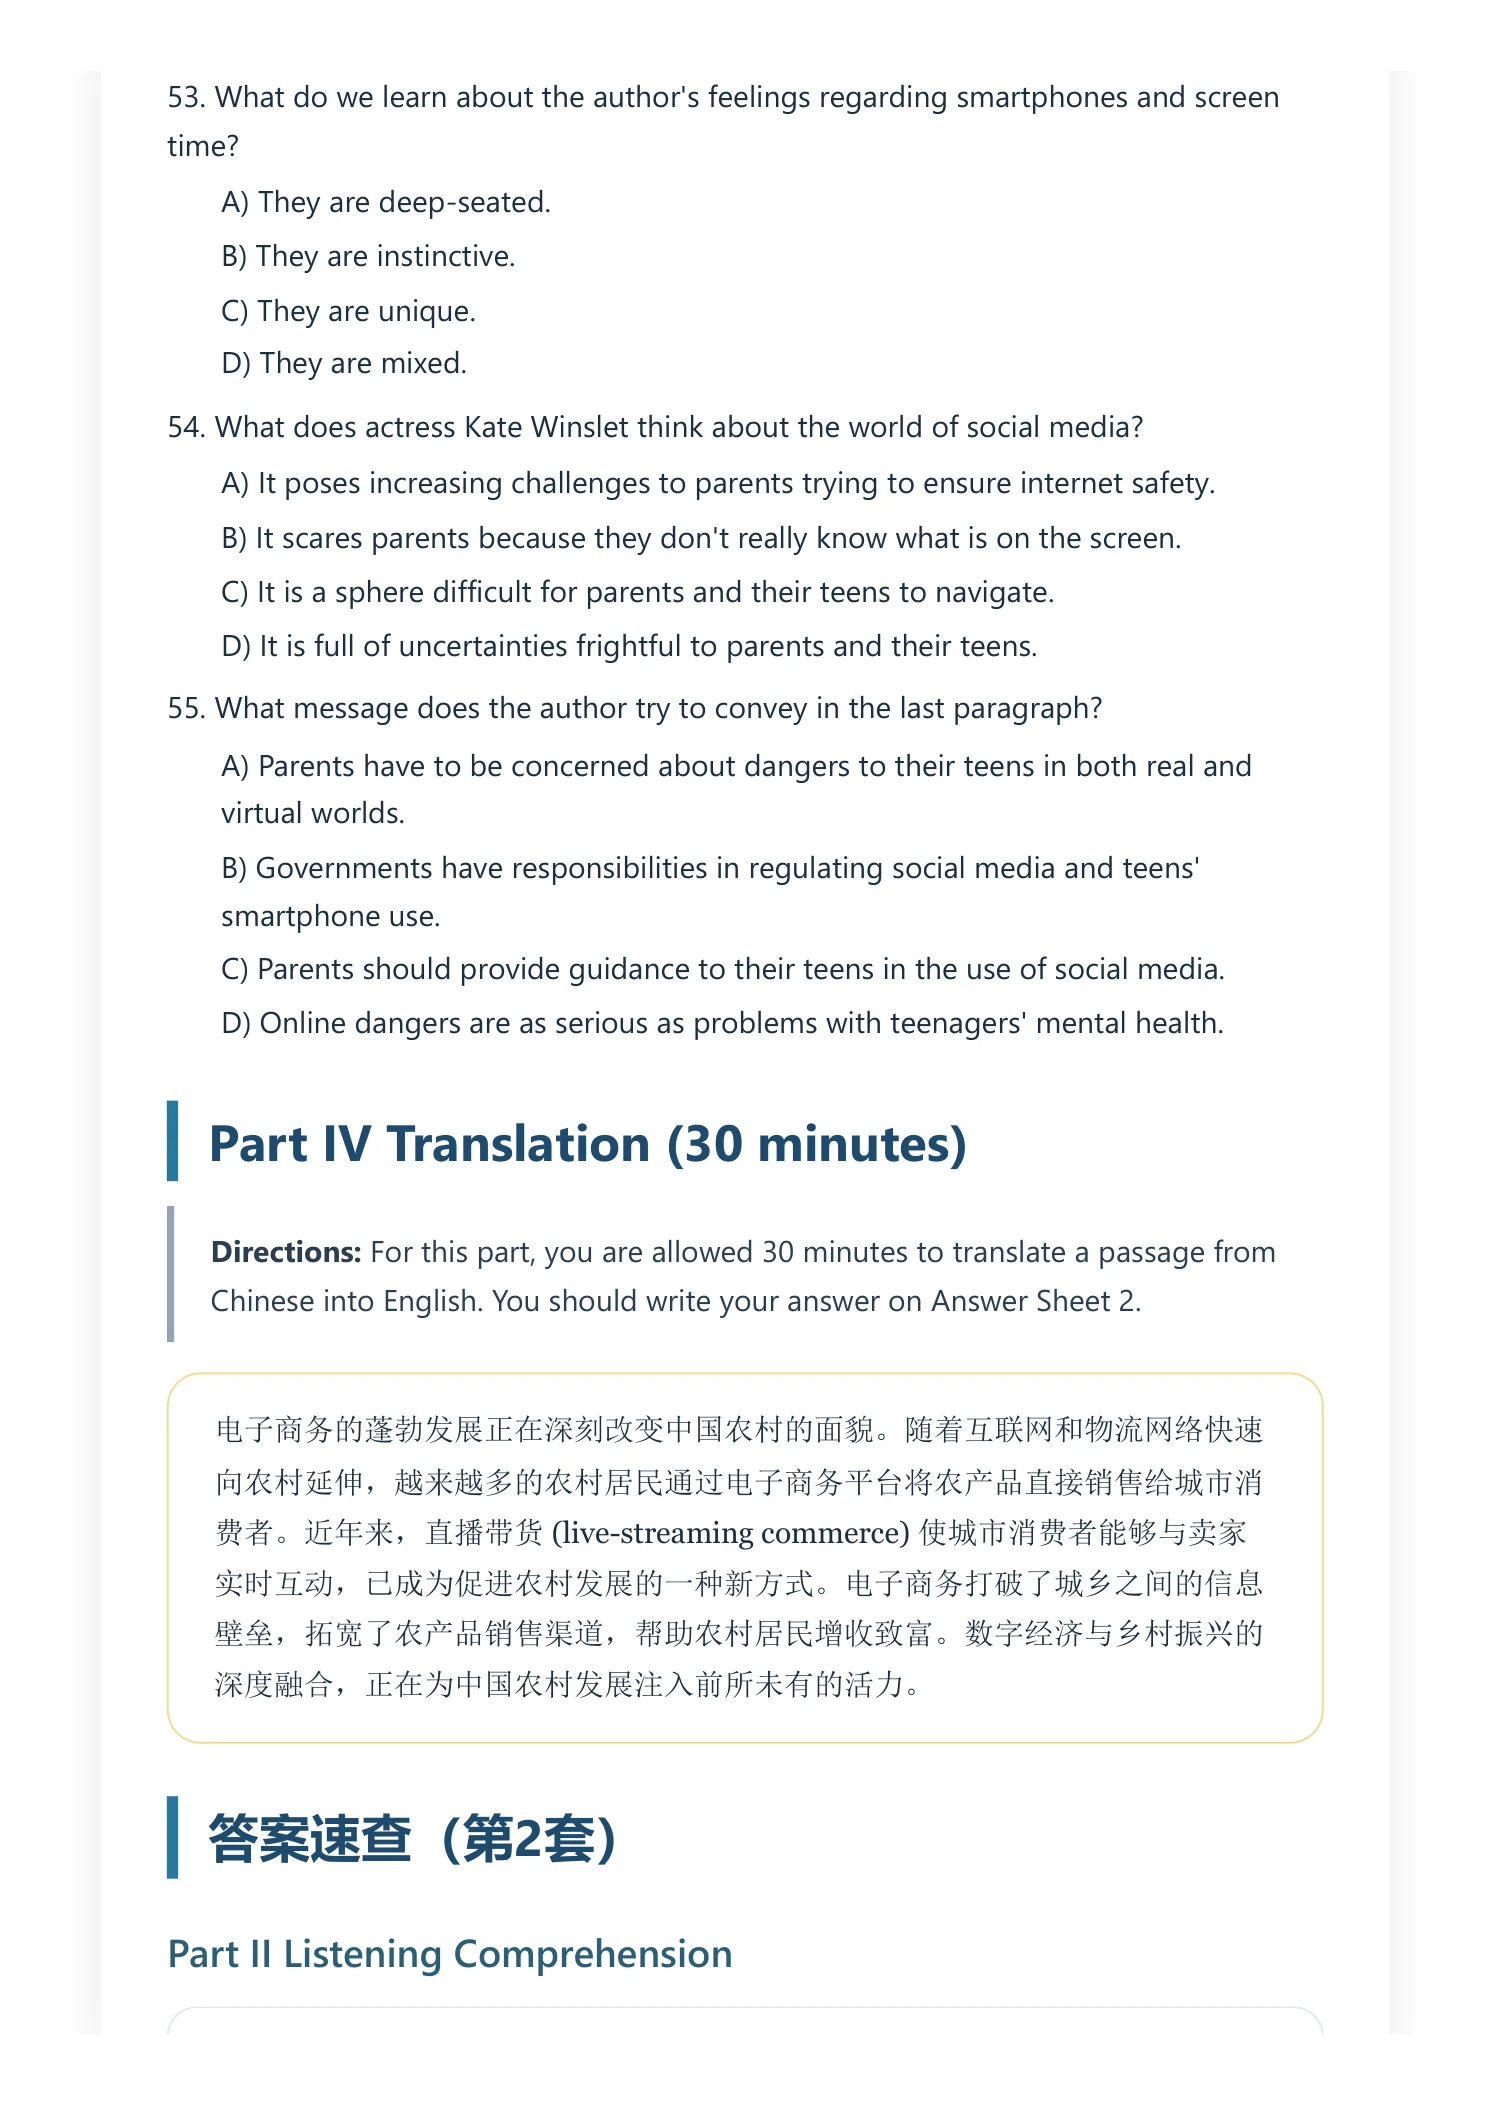 53. What do we learn about the author's feelings regarding smartphones and screen
time?
A) They are deep-seated.
B) They are instinctive.
C) They are unique.
D) They are mixed.
54. What does actress Kate Winslet think about the world of social media?
A) It poses increasing challenges to parents trying to ensure internet safety.
B) It scares parents because they don't really know what is on the screen.
C) It is a sphere difficult for parents and their teens to navigate.
D) It is full of uncertainties frightful to parents and their teens.
55. What message does the author try to convey in the last paragraph?
A) Parents have to be concerned about dangers to their teens in both real and
virtual worlds.
B) Governments have responsibilities in regulating social media and teens'
smartphone use.
C) Parents should provide guidance to their teens in the use of social media.
D) Online dangers are as serious as problems with teenagers' mental health.
Part IV Translation (30 minutes)
Directions: For this part, you are allowed 30 minutes to translate a passage from
Chinese into English. You should write your answer on Answer Sheet 2.
电子商务的蓬勃发展正在深刻改变中国农村的面貌。随着互联网和物流网络快速
向农村延伸，越来越多的农村居民通过电子商务平台将农产品直接销售给城市消
费者。近年来，直播带货 (live-streaming commerce) 使城市消费者能够与卖家
实时互动，已成为促进农村发展的一种新方式。电子商务打破了城乡之间的信息
壁垒，拓宽了农产品销售渠道，帮助农村居民增收致富。数字经济与乡村振兴的
深度融合，正在为中国农村发展注入前所未有的活力。
答案速查（第2套）
Part II Listening Comprehension